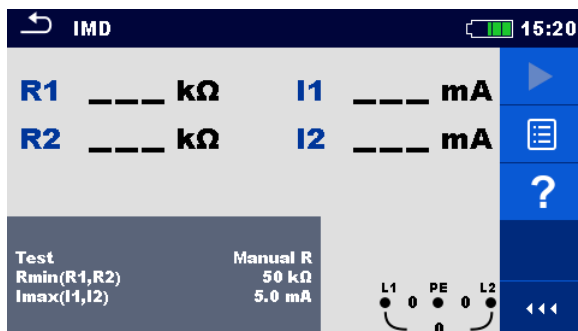 IMD 15:20
R1 ___ kΩ I1 ___ mA
R2 ___ kΩ I2 ___ mA
?
Test Manual R
Rmin(R1,R2) 50 kΩ
Imax(I1,I2) 5.0 mA
L1 PE L2
0 0
0